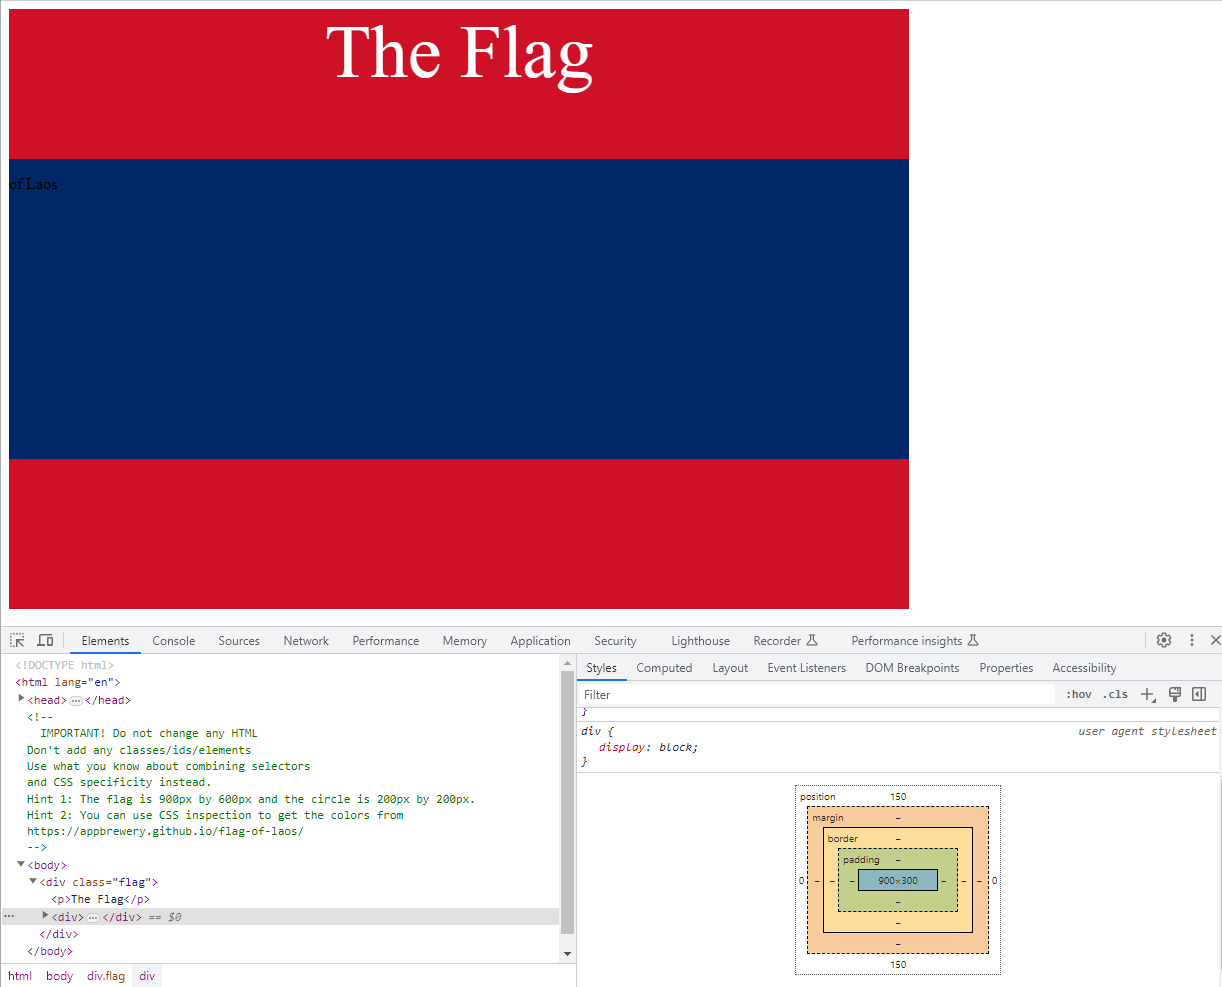 The Flag
of Laos
Elements Console Sources Network Performance Memory Application Security Lighthouse Recorder Performance insights
<!DOCTYPE html>
<html lang="en">
<head> … </head>
<!--
IMPORTANT! Do not change any HTML
Don't add any classes/ids/elements
Use what you know about combining selectors
and CSS specificity instead.
Hint 1: The flag is 900px by 600px and the circle is 200px by 200px.
Hint 2: You can use CSS inspection to get the colors from
https://appbrewery.github.io/flag-of-laos/
-->
<body>
<div class="flag">
<p>The Flag</p>
… <div> … </div> == $0
</div>
</body>
html body div.flag div
Styles Computed Layout Event Listeners DOM Breakpoints Properties Accessibility
Filter :hov .cls
}
div { user agent stylesheet
display: block;
}
position 150
margin –
border –
padding –
0 – – – 900×300 – – – 0
–
–
–
150